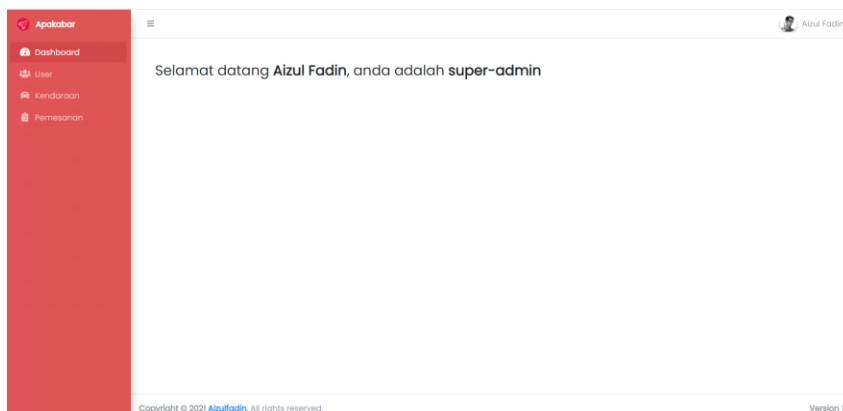 Apakabar
Aizul Fadin
Dashboard
User
Kendaraan
Pemesanan
Selamat datang Aizul Fadin, anda adalah super-admin
Copyright © 2021 Aizulfadin. All rights reserved.
Version